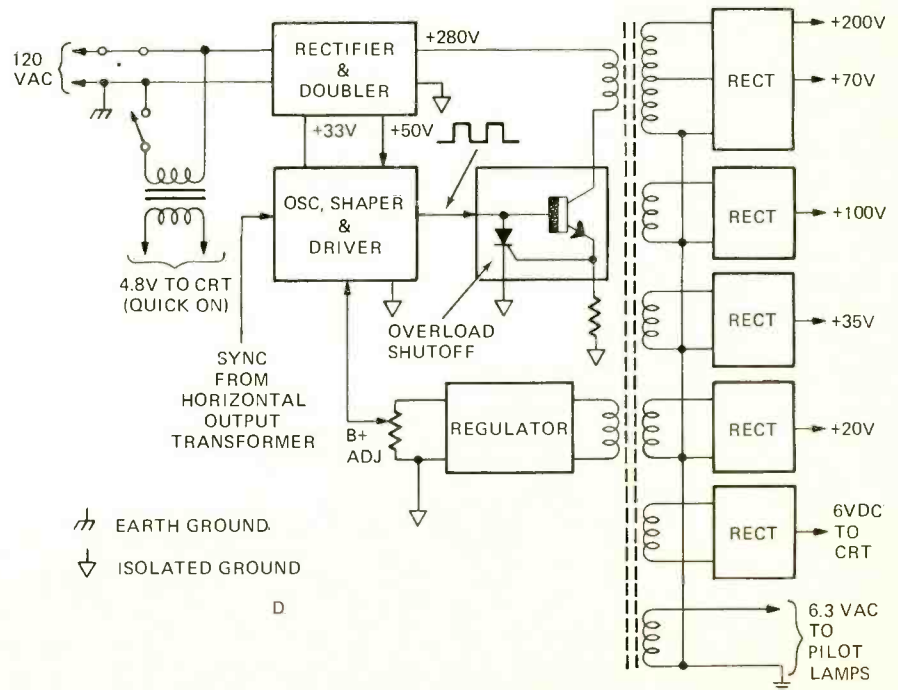 120
VAC
RECTIFIER
&
DOUBLER
+280V
+33V
+50V
OSC, SHAPER
&
DRIVER
4.8V TO CRT
(QUICK ON)
SYNC
FROM
HORIZONTAL
OUTPUT
TRANSFORMER
OVERLOAD
SHUTOFF
B+
ADJ
REGULATOR
RECT
+200V
+70V
RECT
+100V
RECT
+35V
RECT
+20V
RECT
6VDC
TO
CRT
6.3 VAC
TO
PILOT
LAMPS
EARTH GROUND
ISOLATED GROUND
D